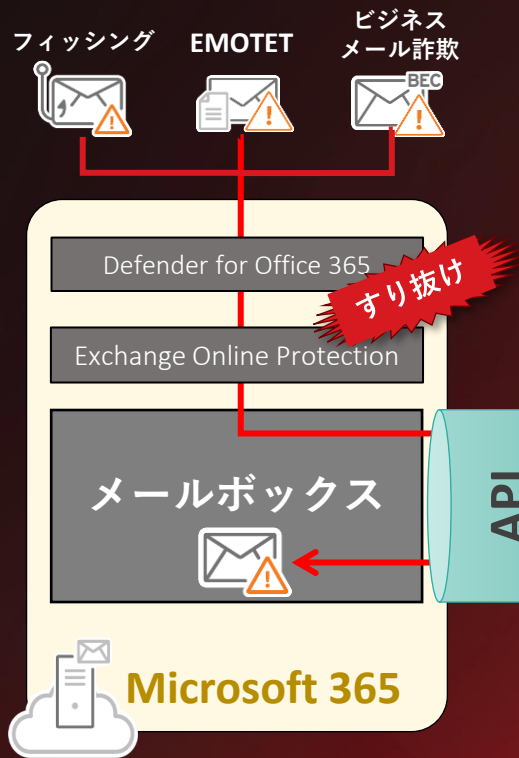 フィッシング
EMOTET
ビジネス
メール詐欺
BEC
Defender for Office 365
すり抜け
Exchange Online Protection
メールボックス
API
Microsoft 365